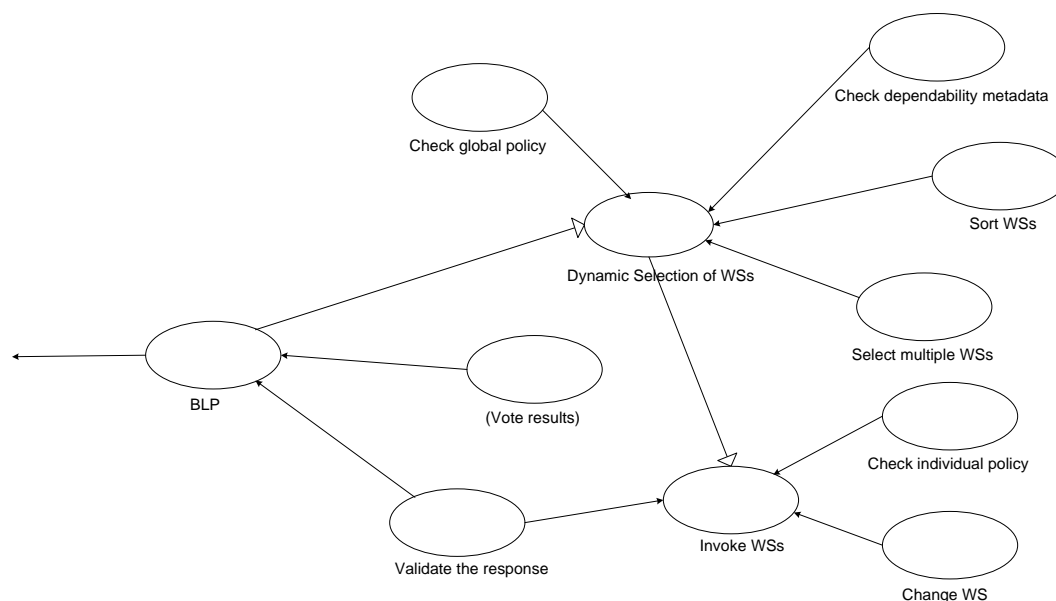 Check dependability metadata
Check global policy
Sort WSs
Dynamic Selection of WSs
Select multiple WSs
BLP
(Vote results)
Check individual policy
Invoke WSs
Validate the response
Change WS